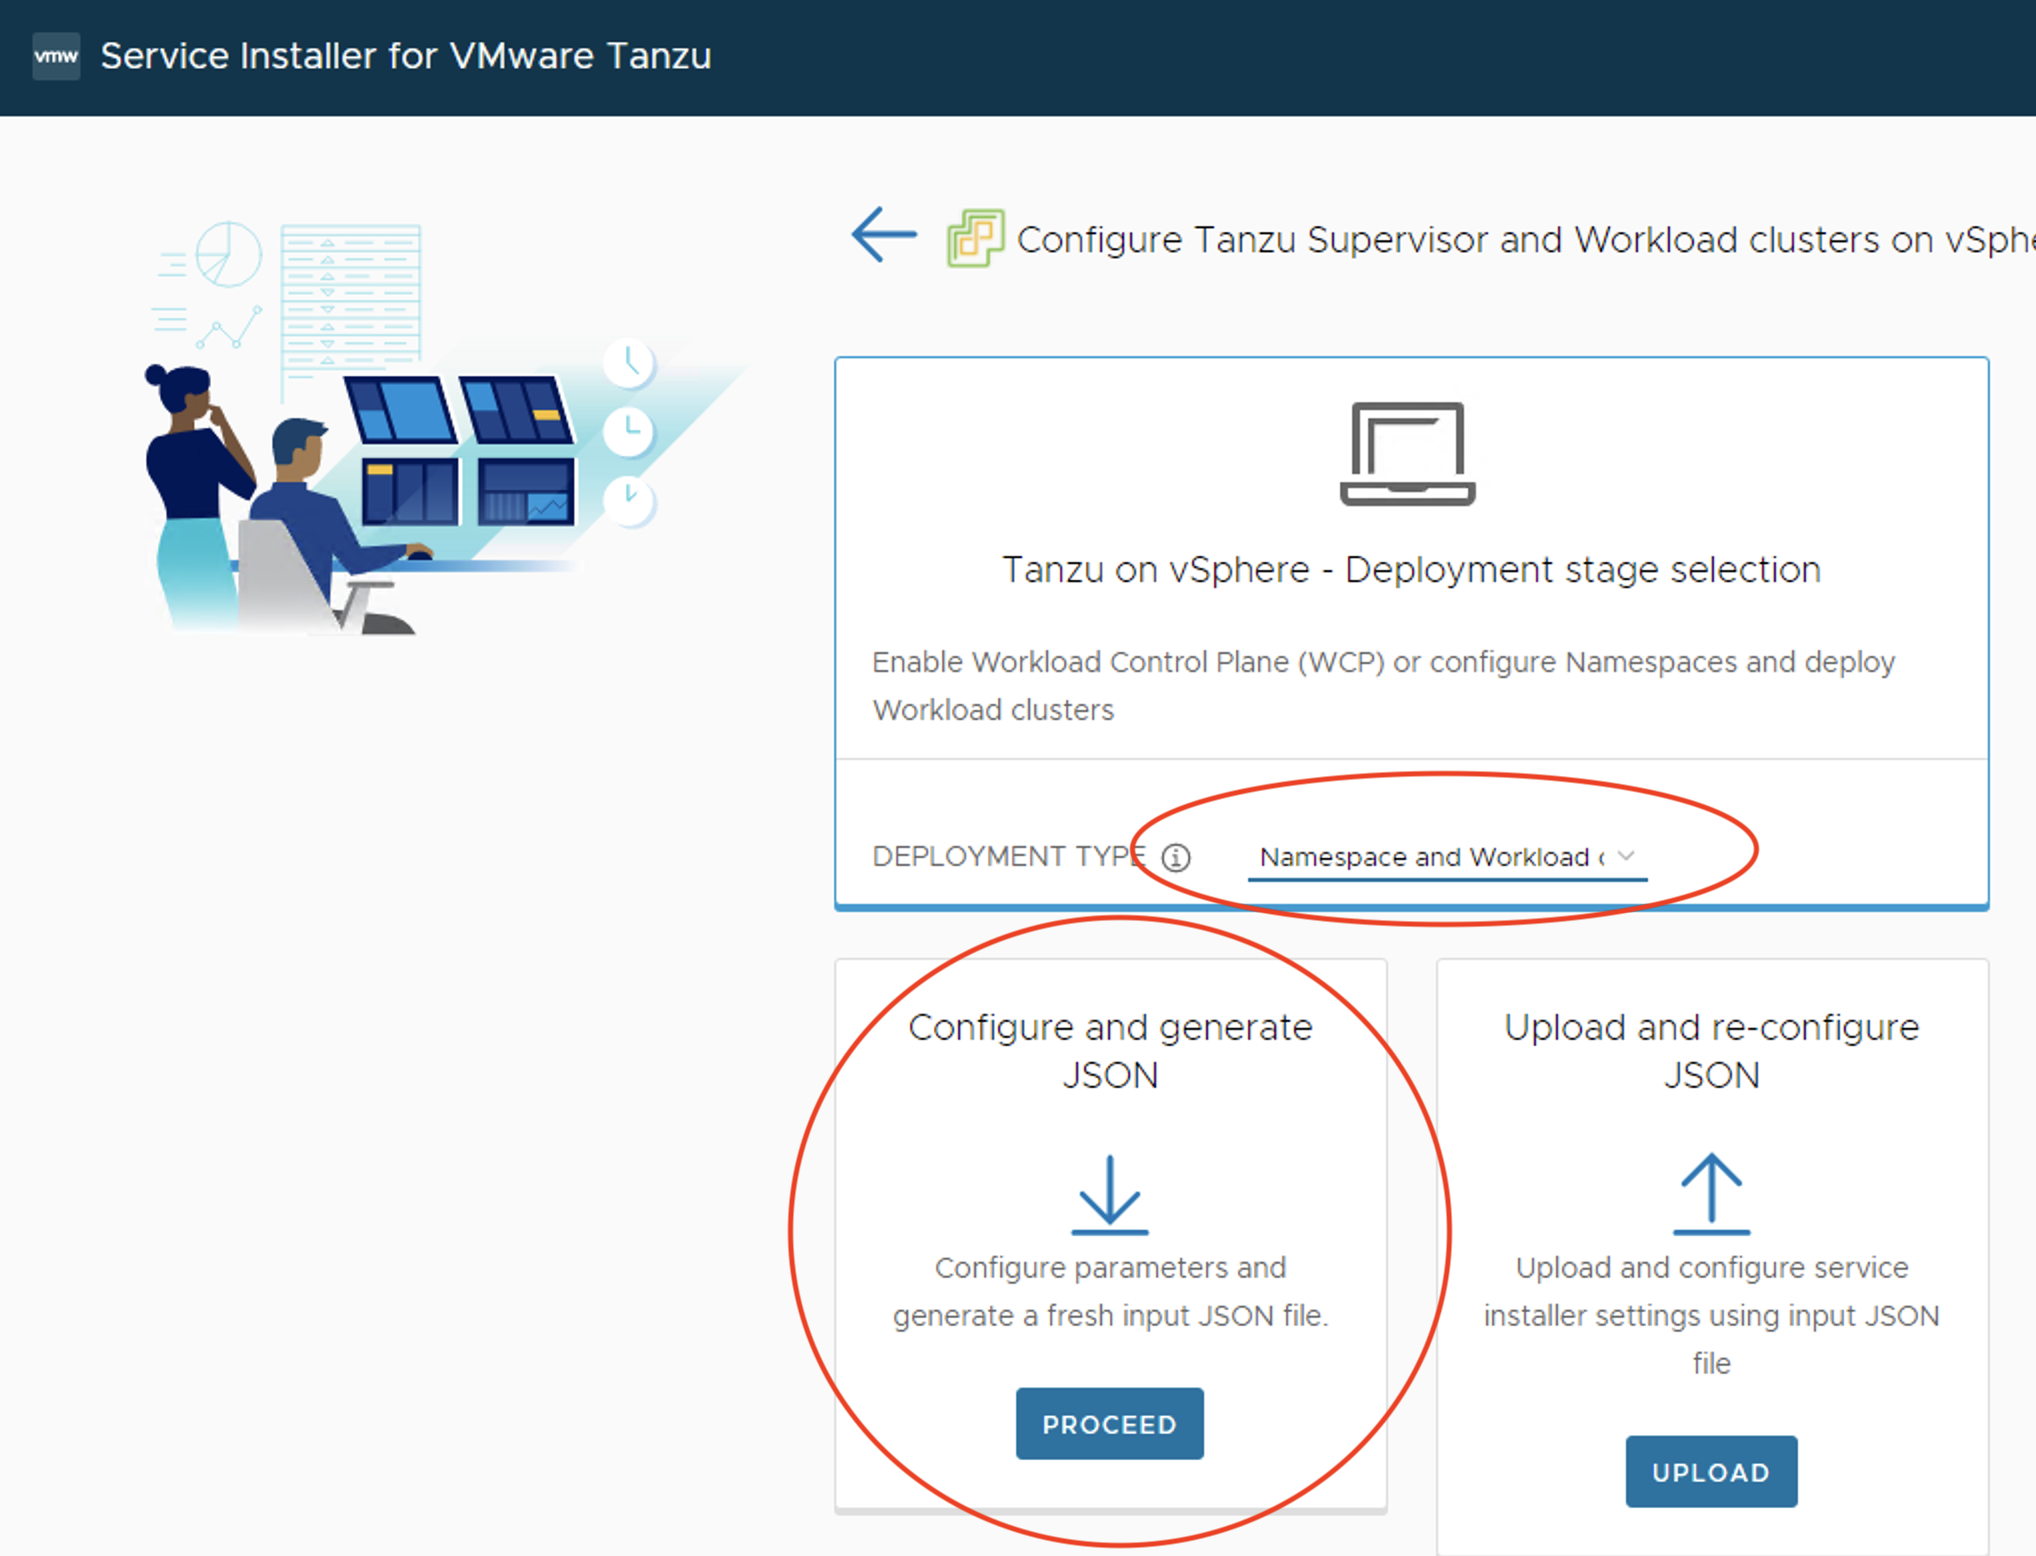 vmw Service Installer for VMware Tanzu
Configure Tanzu Supervisor and Workload clusters on
Tanzu on vSphere - Deployment stage selection
Enable Workload Control Plane (WCP) or configure Namespaces and deploy
Workload clusters
DEPLOYMENT TYPE Namespace and Workload
Configure and generate
JSON
Configure parameters and
generate a fresh input JSON file.
PROCEED
Upload and re-configure
JSON
Upload and configure service
installer settings using input JSON
file
UPLOAD